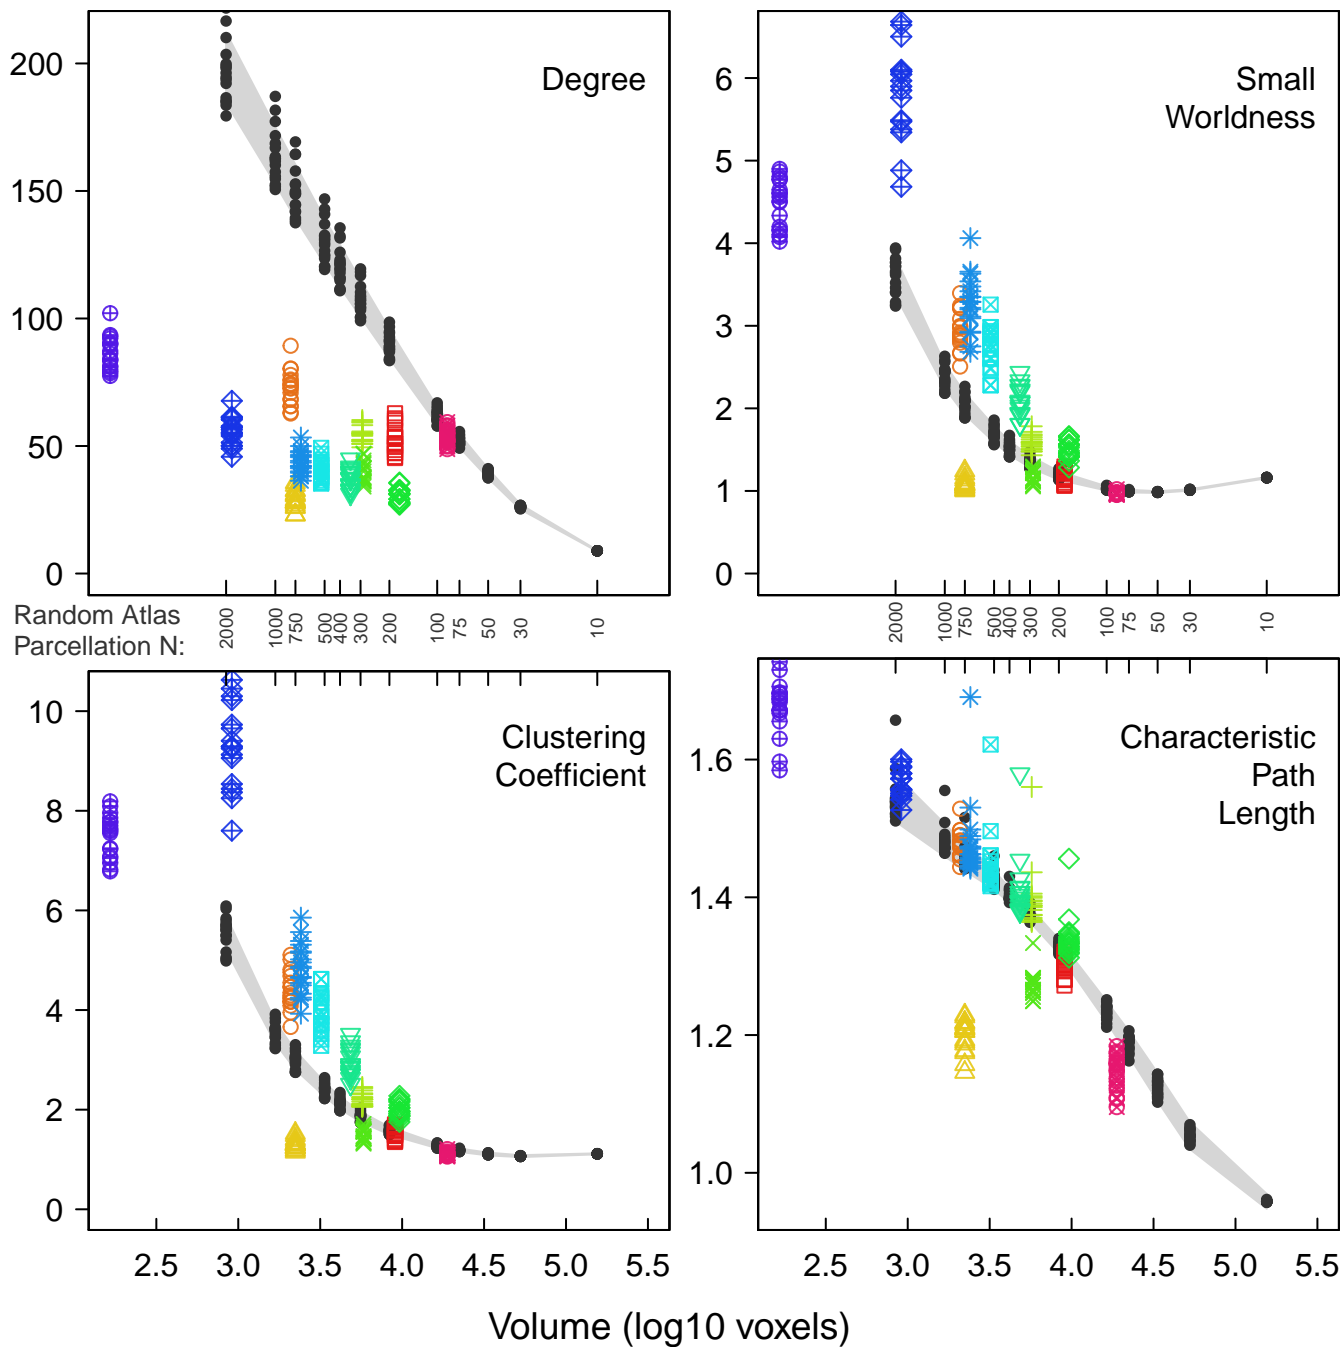 Degree
200
150
100
50
0
Small
Worldness
6
5
4
3
2
1
0
Random Atlas
Parcellation N:
2000 1000 750 500 400 300 200 100 75 50 30 10
2000 1000 750 500 400 300 200 100 75 50 30 10
Clustering
Coefficient
10
8
6
4
2
0
Characteristic
Path
Length
1.6
1.4
1.2
1.0
2.5 3.0 3.5 4.0 4.5 5.0 5.5
2.5 3.0 3.5 4.0 4.5 5.0 5.5
Volume (log10 voxels)